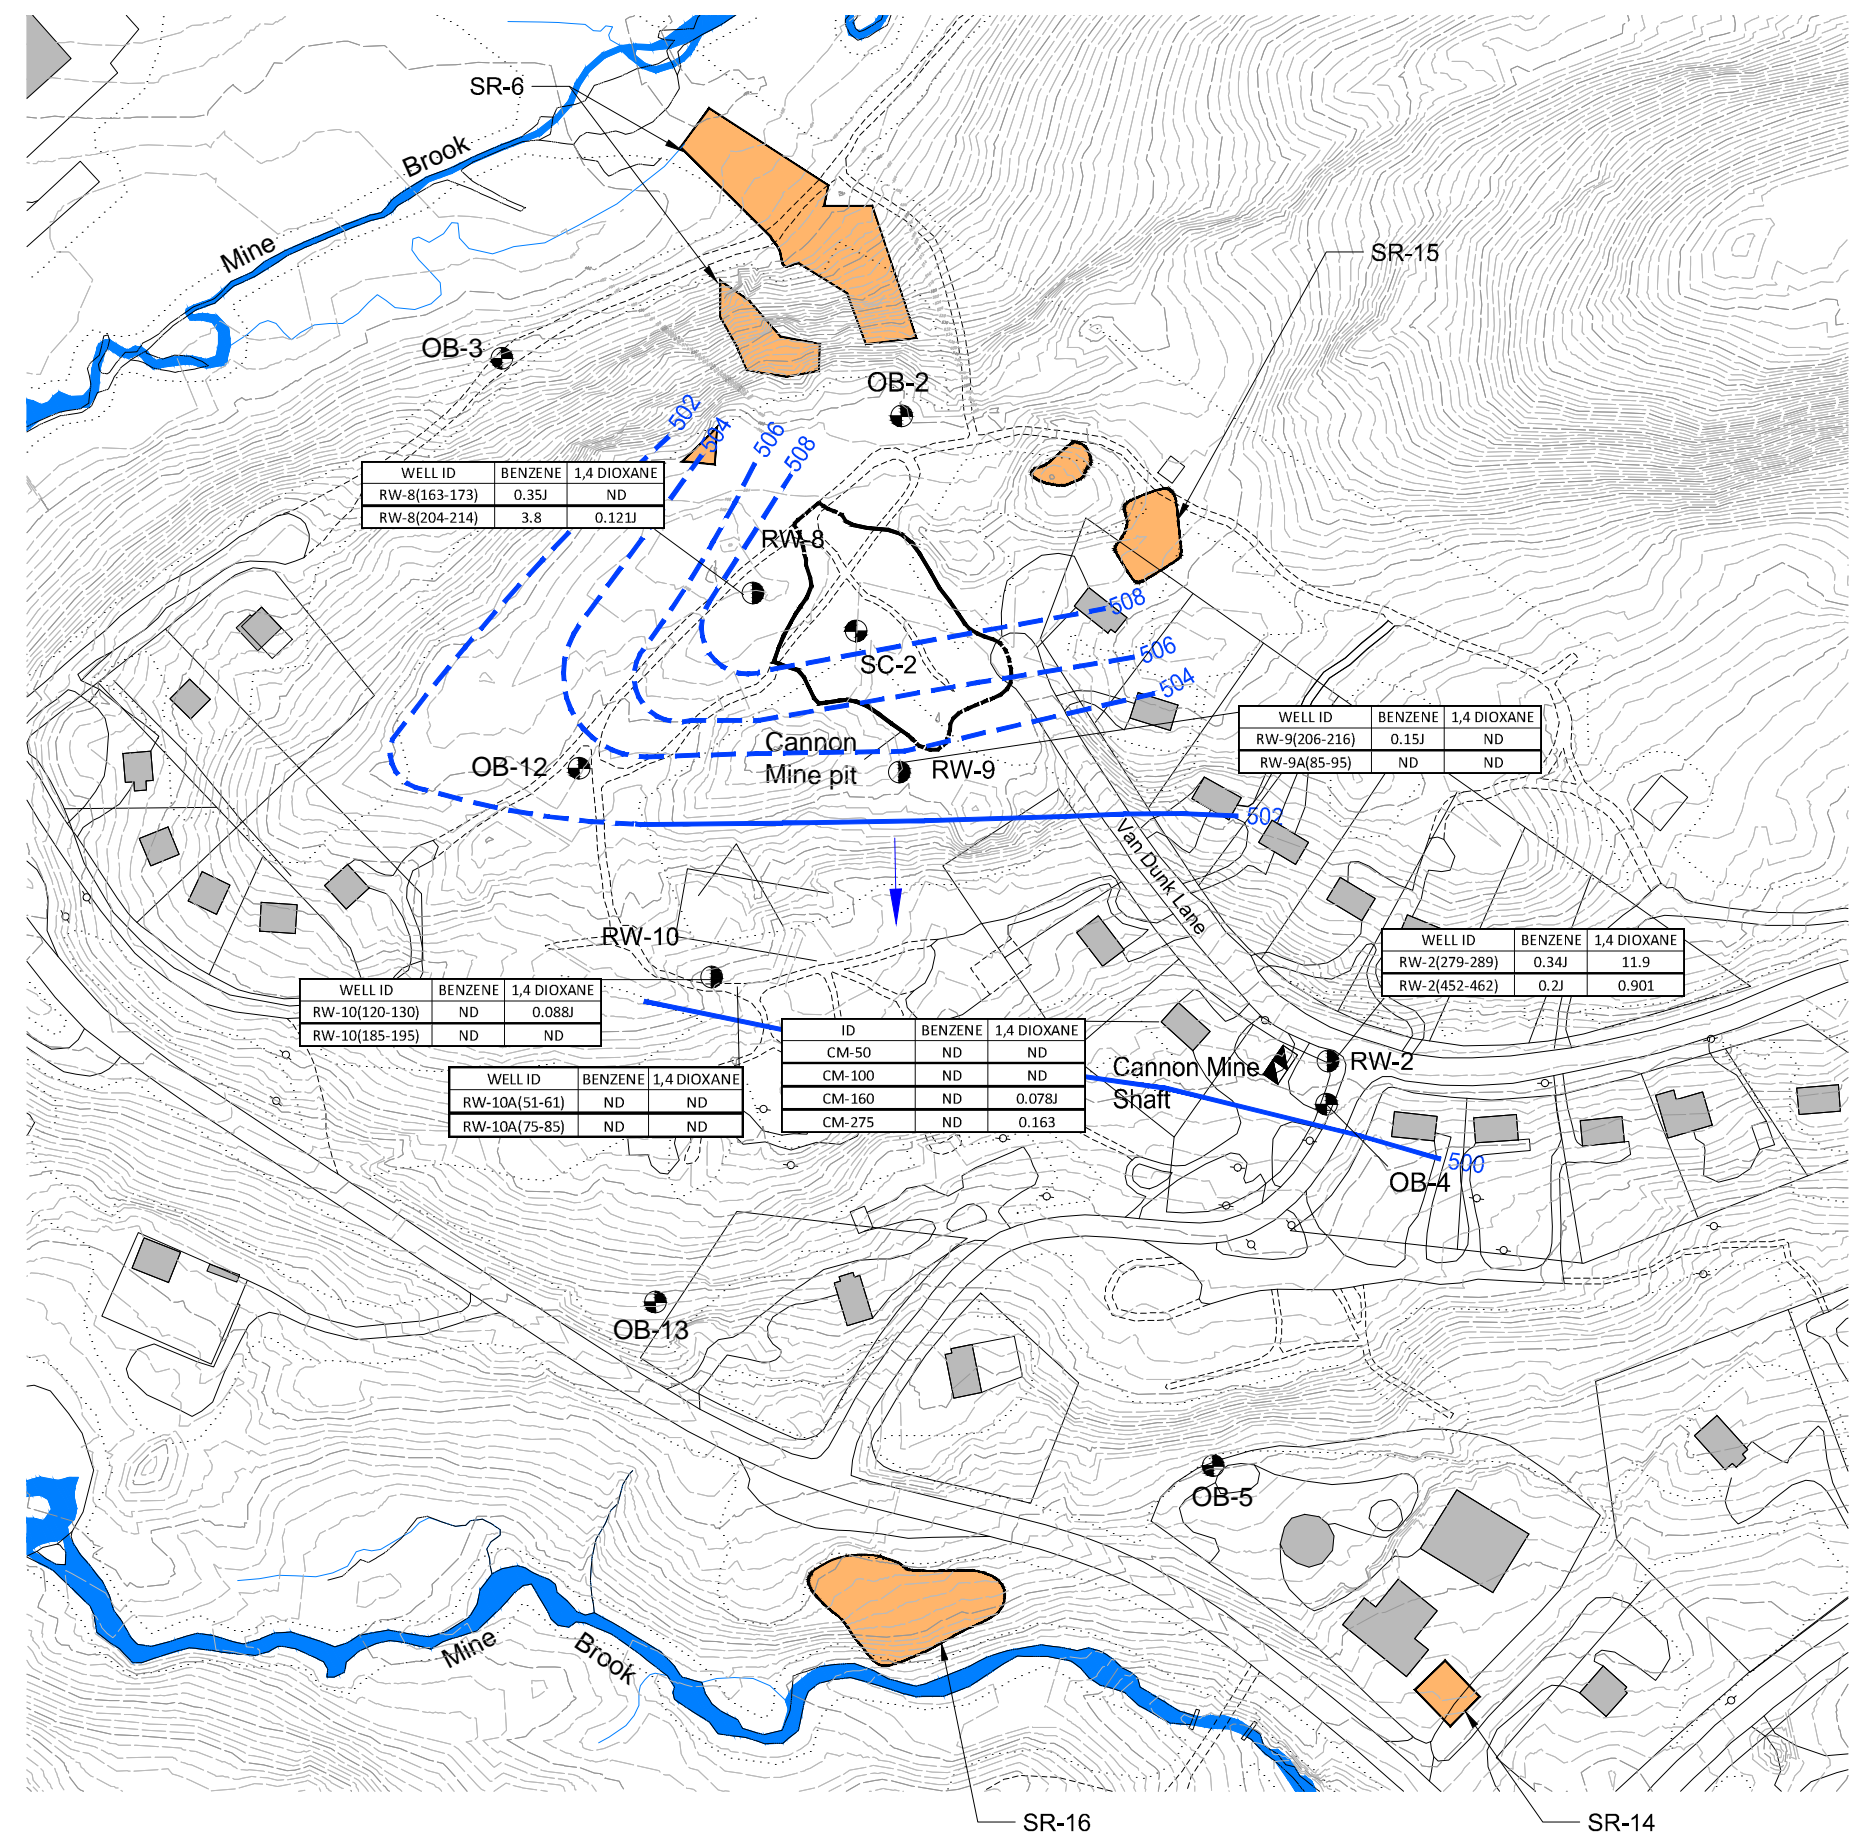 SR-6
Brook
Mine
SR-15
OB-3
OB-2
502
504
506
508
WELL ID BENZENE 1,4 DIOXANE
RW-8(163-173) 0.35J ND
RW-8(204-214) 3.8 0.121J
RW-8
508
SC-2
506
504
WELL ID BENZENE 1,4 DIOXANE
RW-9(206-216) 0.15J ND
RW-9A(85-95) ND ND
Cannon
Mine pit
OB-12
RW-9
502
Van Dunk Lane
RW-10
WELL ID BENZENE 1,4 DIOXANE
RW-2(279-289) 0.34J 11.9
RW-2(452-462) 0.2J 0.901
WELL ID BENZENE 1,4 DIOXANE
RW-10(120-130) ND 0.088J
RW-10(185-195) ND ND
ID BENZENE 1,4 DIOXANE
CM-50 ND ND
CM-100 ND ND
CM-160 ND 0.078J
CM-275 ND 0.163
Cannon Mine
Shaft
RW-2
WELL ID BENZENE 1,4 DIOXANE
RW-10A(51-61) ND ND
RW-10A(75-85) ND ND
500
OB-4
OB-13
OB-5
Mine
Brook
SR-16
SR-14